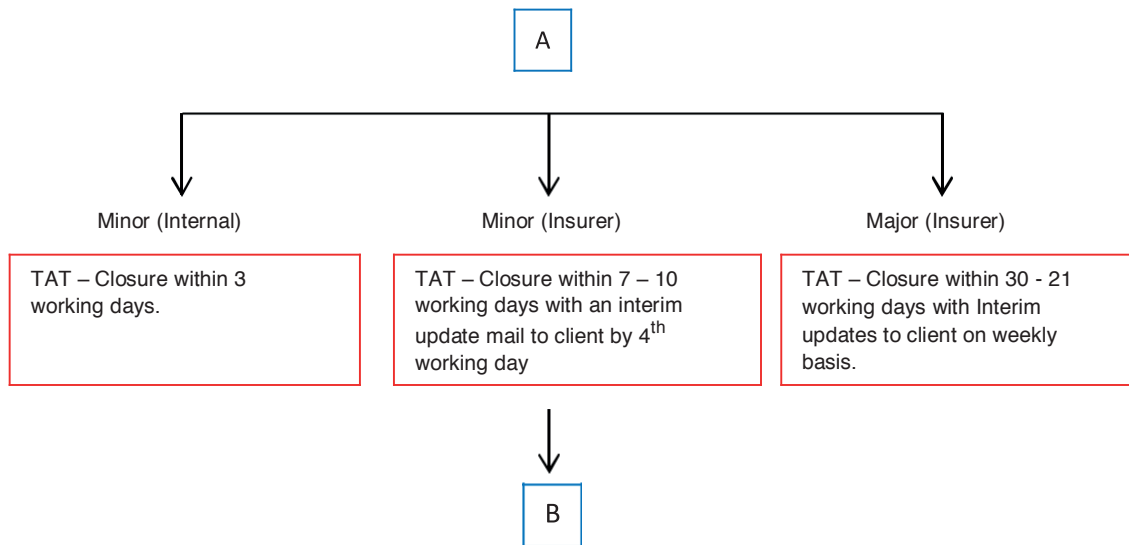 A
Minor (Internal)
Minor (Insurer)
Major (Insurer)
TAT – Closure within 3
working days.
TAT – Closure within 7 – 10
working days with an interim
update mail to client by 4th
working day
TAT – Closure within 30 - 21
working days with Interim
updates to client on weekly
basis.
B